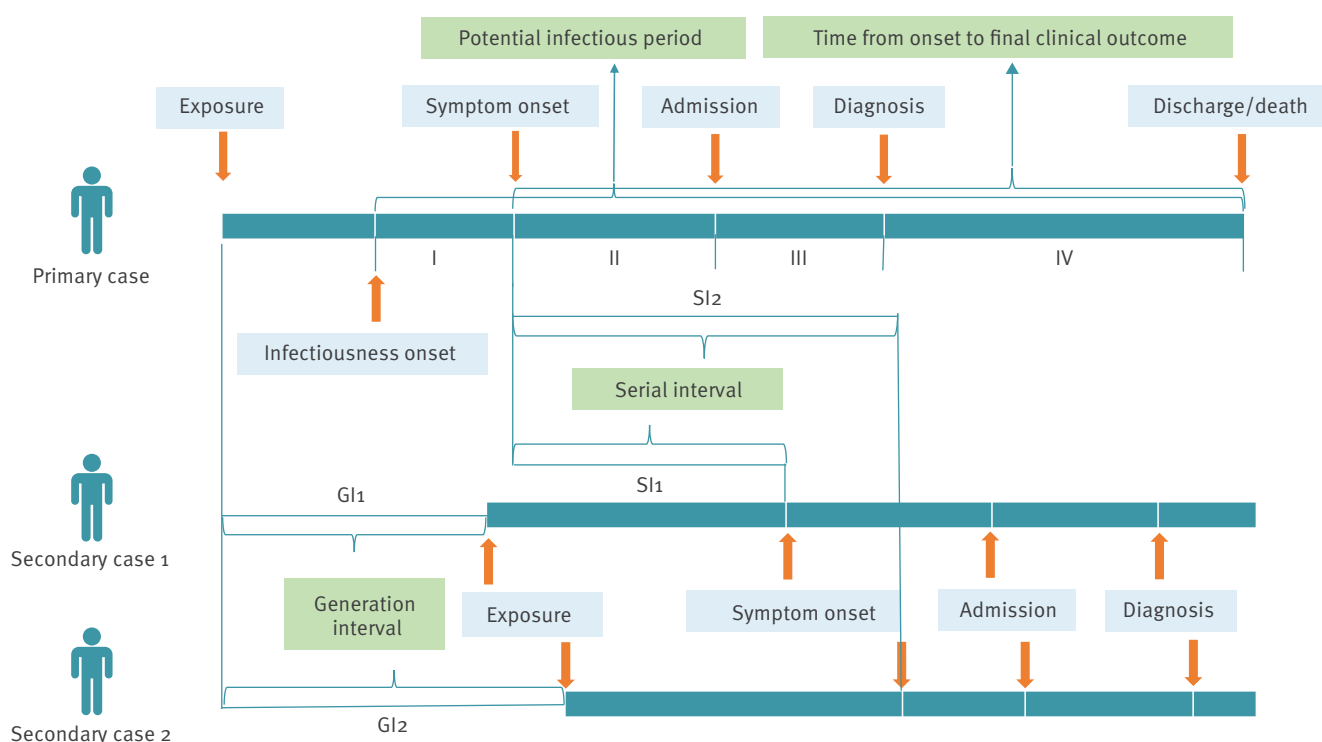 Potential infectious period
Time from onset to final clinical outcome
Exposure
Symptom onset
Admission
Diagnosis
Discharge/death
Primary case
I
II
III
IV
Infectiousness onset
SI2
Serial interval
SI1
GI1
Secondary case 1
Generation
interval
Exposure
Symptom onset
Admission
Diagnosis
GI2
Secondary case 2